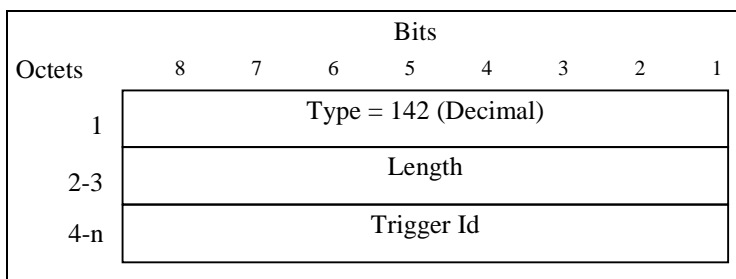 Bits
Octets 8 7 6 5 4 3 2 1
1 Type = 142 (Decimal)
2-3 Length
4-n Trigger Id